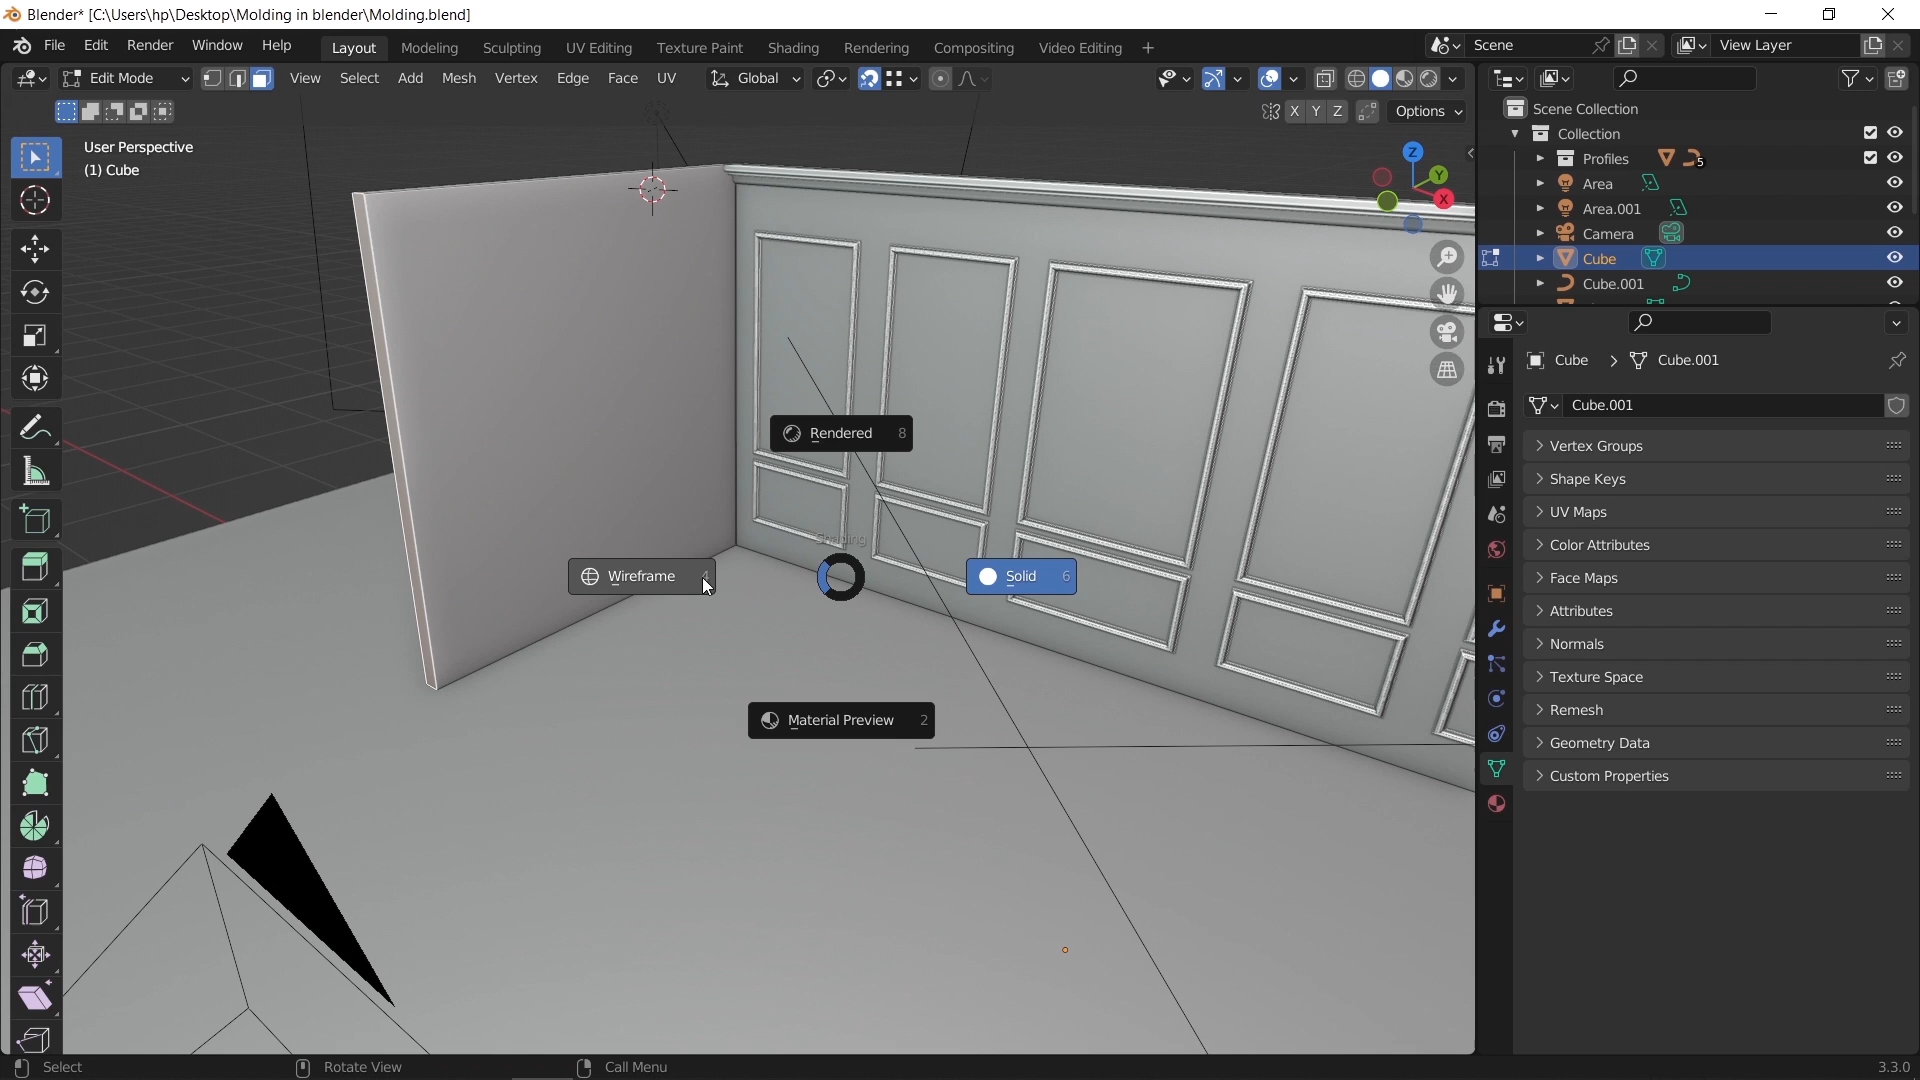 Blender* [C:\Users\hp\Desktop\Molding in blender\Molding.blend]
File Edit Render Window Help
Layout Modeling Sculpting UV Editing Texture Paint Shading Rendering Compositing Video Editing +
Scene View Layer
Edit Mode View Select Add Mesh Vertex Edge Face UV Global
X Y Z Options
User Perspective
(1) Cube
Z
Y
X
Scene Collection
Collection
Profiles 5
Area
Area.001
Camera
Cube
Cube.001
Cube > Cube.001
Cube.001
Vertex Groups
Shape Keys
UV Maps
Color Attributes
Face Maps
Attributes
Normals
Texture Space
Remesh
Geometry Data
Custom Properties
Rendered 8
Shading
Wireframe 4
Solid 6
Material Preview 2
Select Rotate View Call Menu 3.3.0